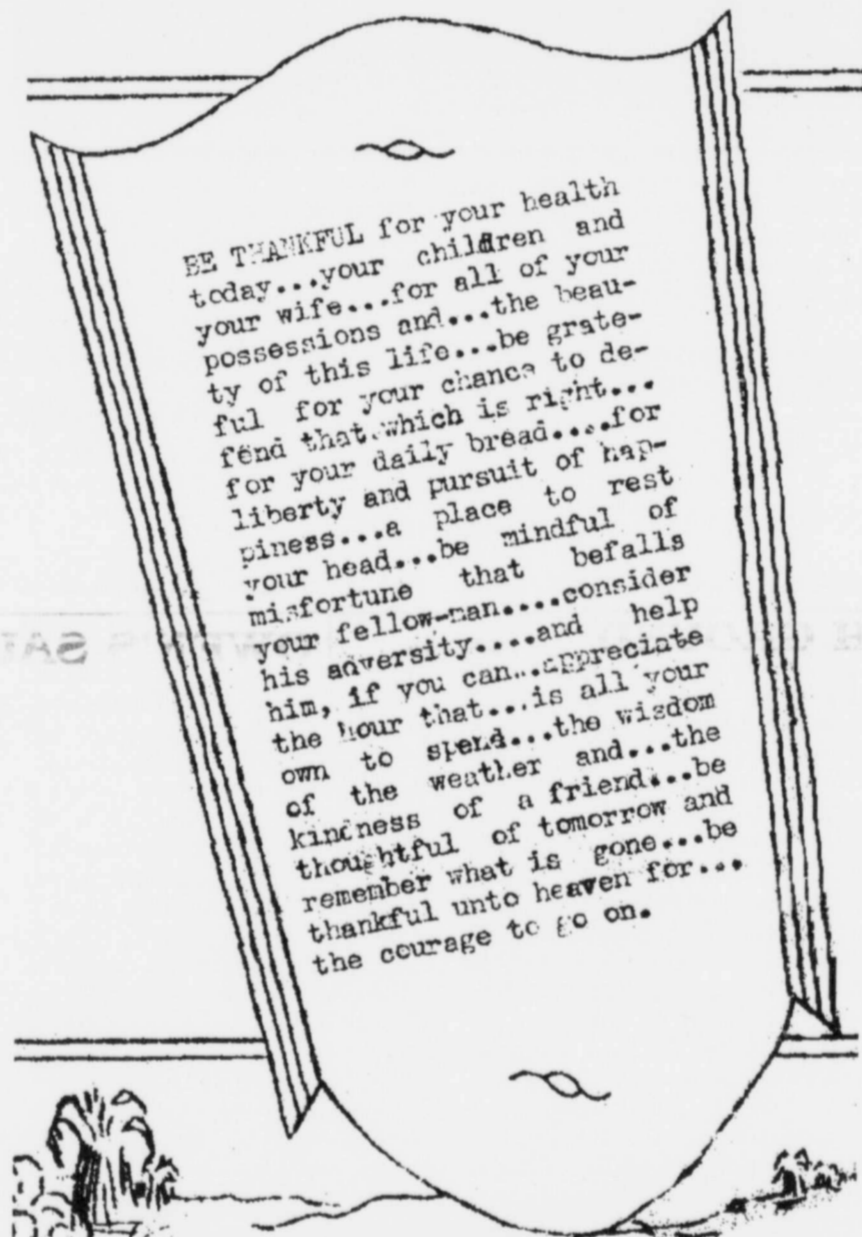 BE THANKFUL for your health
today...your children and
your wife...for all of your
possessions and...the beau-
ty of this life...be grate-
ful for your chance to de-
fend that which is right...
for your daily bread....for
liberty and pursuit of hap-
piness...a place to rest
your head...be mindful of
misfortune that befalls
your fellow-man....consider
his adversity....and help
him, if you can...appreciate
the hour that...is all your
own to spend...the wisdom
of the weather and...the
kindness of a friend...be
thoughtful of tomorrow and
remember what is gone...be
thankful unto heaven for...
the courage to go on.